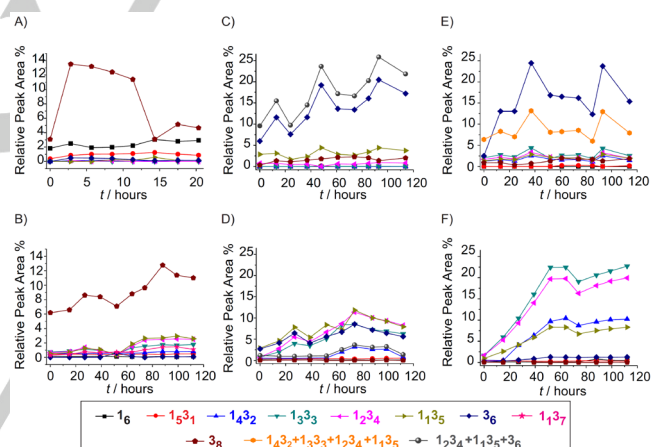 A)
Relative Peak Area %
14
12
10
8
8
6
4
2
0
0 5 10 15 20
t / hours
C)
Relative Peak Area %
25
20
15
10
5
0
0 20 40 60 80 100 120
t / hours
E)
Relative Peak Area %
25
20
15
10
5
0
0 20 40 60 80 100 120
t / hours
B)
Relative Peak Area %
14
12
10
8
6
4
2
0
0 20 40 60 80 100 120
t / hours
D)
Relative Peak Area %
25
20
15
10
5
0
0 20 40 60 80 100 120
t / hours
F)
Relative Peak Area %
25
20
15
10
5
0
0 20 40 60 80 100 120
t / hours
1₆ 1₅3₁ 1₄3₂ 1₃3₃ 1₂3₄ 1₁3₅ 3₆ 1₁3₇
3₈ 1₄3₂+1₃3₃+1₂3₄+1₁3₅ 1₂3₄+1₁3₅+3₆